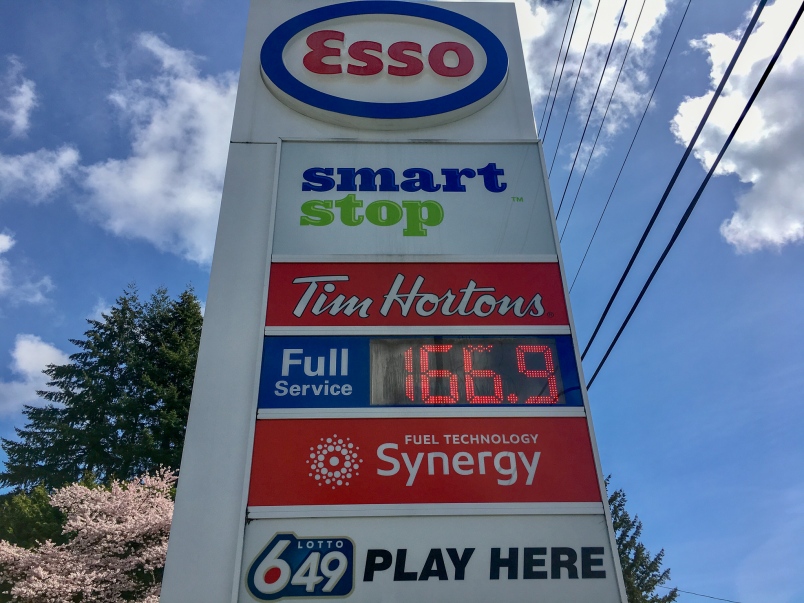 Esso
smart
stop ™
Tim Hortons
Full
Service
166.9
FUEL TECHNOLOGY
Synergy
LOTTO
649
PLAY HERE